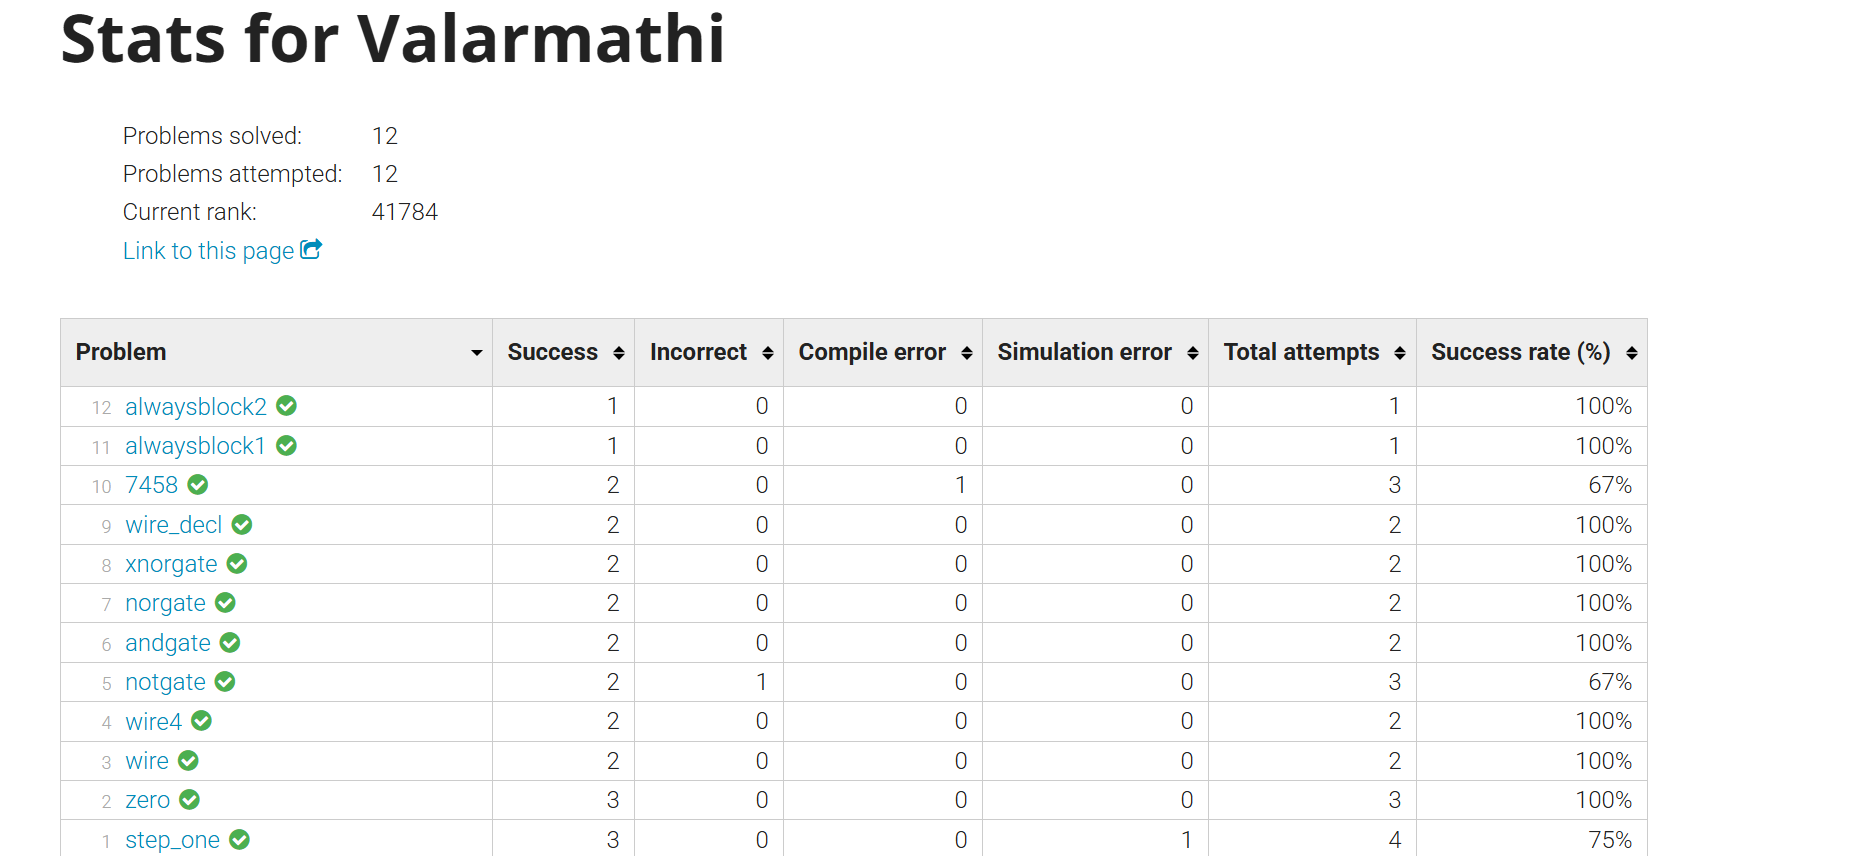 Stats for Valarmathi
Problems solved: 12
Problems attempted: 12
Current rank: 41784
Link to this page
Problem Success Incorrect Compile error Simulation error Total attempts Success rate (%)
12 alwaysblock2 1 0 0 0 1 100%
11 alwaysblock1 1 0 0 0 1 100%
10 7458 2 0 1 0 3 67%
9 wire_decl 2 0 0 0 2 100%
8 xnorgate 2 0 0 0 2 100%
7 norgate 2 0 0 0 2 100%
6 andgate 2 0 0 0 2 100%
5 notgate 2 1 0 0 3 67%
4 wire4 2 0 0 0 2 100%
3 wire 2 0 0 0 2 100%
2 zero 3 0 0 0 3 100%
1 step_one 3 0 0 1 4 75%